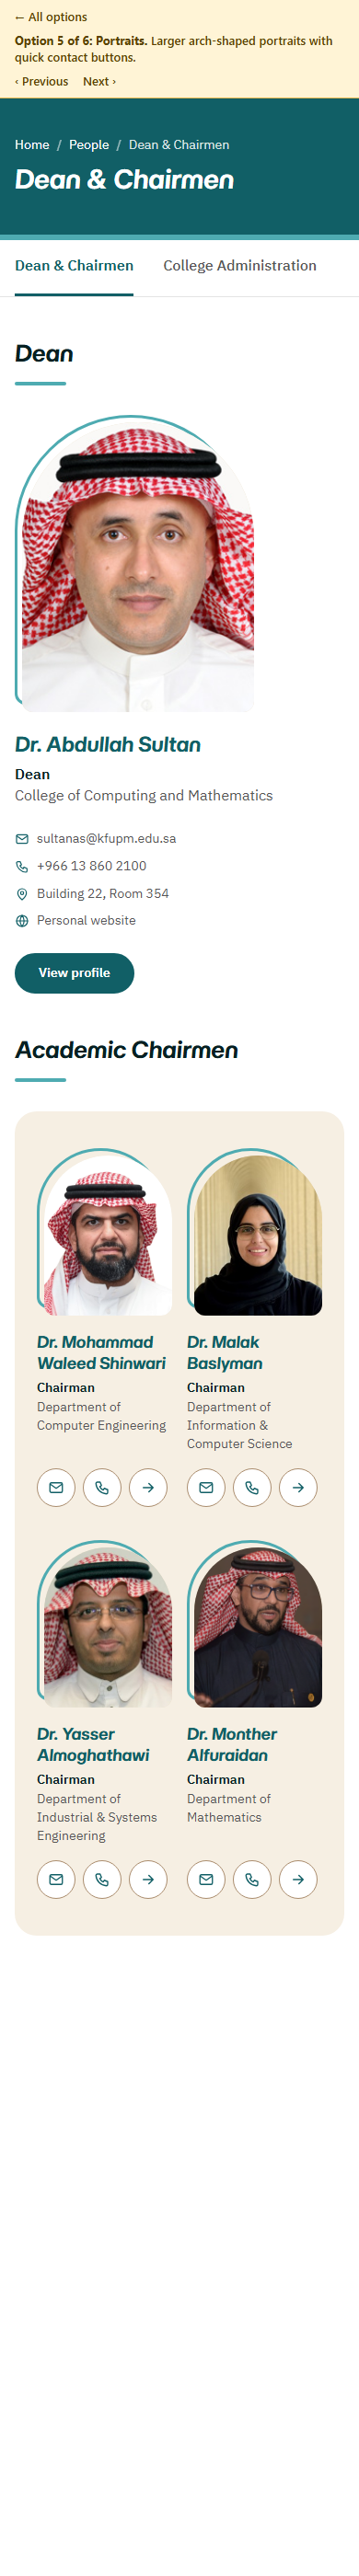 ← All options
Option 5 of 6: Portraits. Larger arch-shaped portraits with
quick contact buttons.
‹ Previous Next ›
Home / People / Dean & Chairmen
Dean & Chairmen
Dean & Chairmen College Administration
Dean
Dr. Abdullah Sultan
Dean
College of Computing and Mathematics
sultanas@kfupm.edu.sa
+966 13 860 2100
Building 22, Room 354
Personal website
View profile
Academic Chairmen
Dr. Mohammad
Waleed Shinwari
Chairman
Department of
Computer Engineering
Dr. Malak
Baslyman
Chairman
Department of
Information &
Computer Science
Dr. Yasser
Almoghathawi
Chairman
Department of
Industrial & Systems
Engineering
Dr. Monther
Alfuraidan
Chairman
Department of
Mathematics